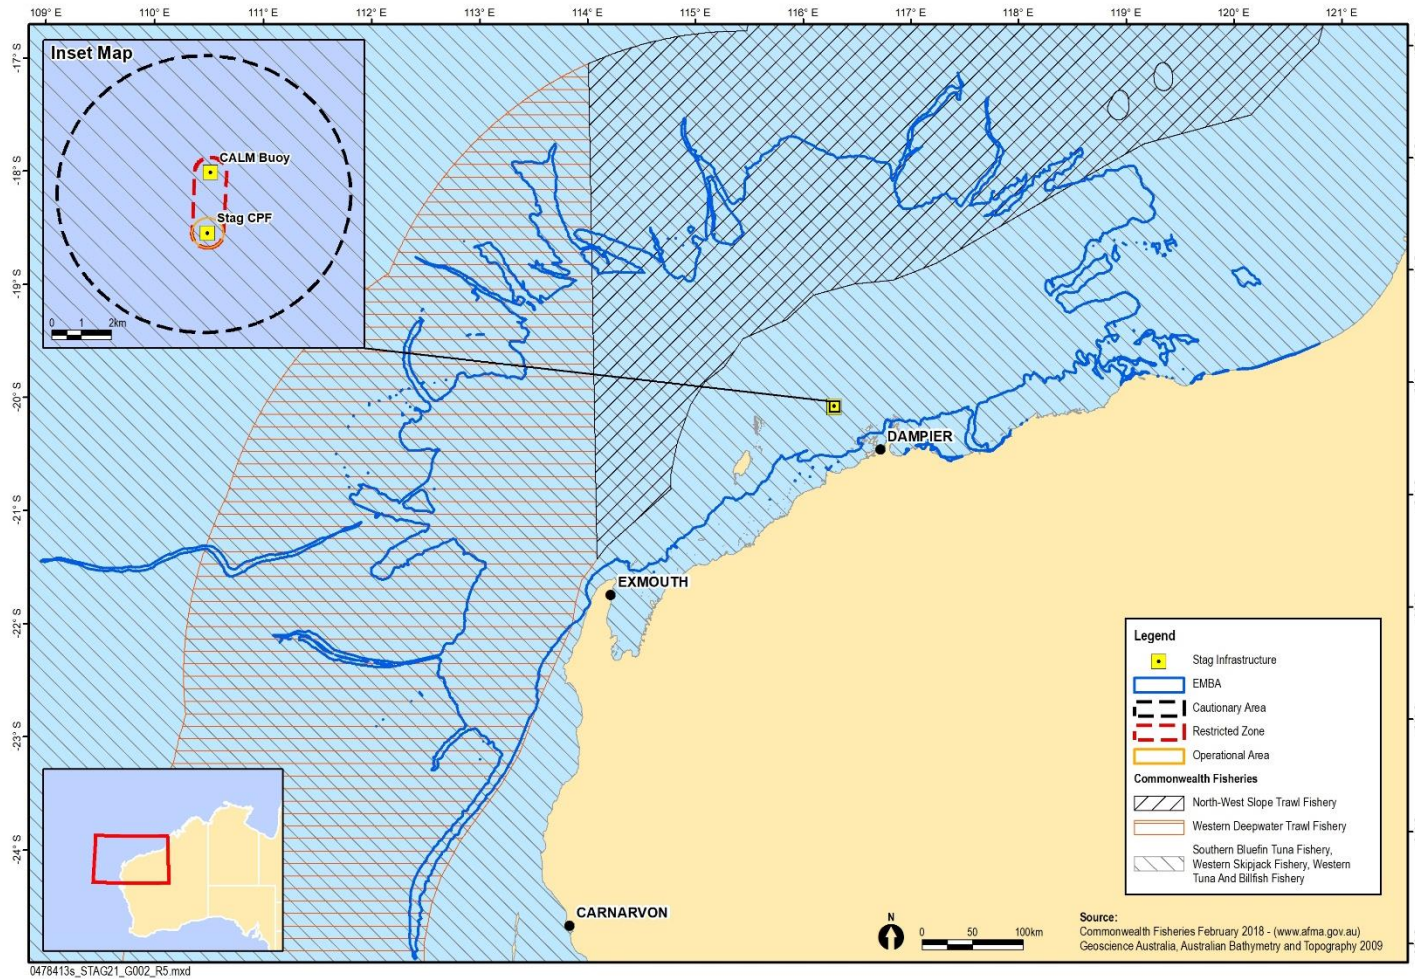 109° E 110° E 111° E 112° E 113° E 114° E 115° E 116° E 117° E 118° E 119° E 120° E 121° E
-17° S
-18° S
-19° S
-20° S
-21° S
-22° S
-23° S
-24° S
Inset Map
CALM Buoy
Stag CPF
0 1 2km
DAMPIER
EXMOUTH
CARNARVON
Legend
Stag Infrastructure
EMBA
Cautionary Area
Restricted Zone
Operational Area
Commonwealth Fisheries
North-West Slope Trawl Fishery
Western Deepwater Trawl Fishery
Southern Bluefin Tuna Fishery,
Western Skipjack Fishery, Western
Tuna And Billfish Fishery
N
0 50 100km
Source:
Commonwealth Fisheries February 2018 - (www.afma.gov.au)
Geoscience Australia, Australian Bathymetry and Topography 2009
0478413s_STAG21_G002_R5.mxd